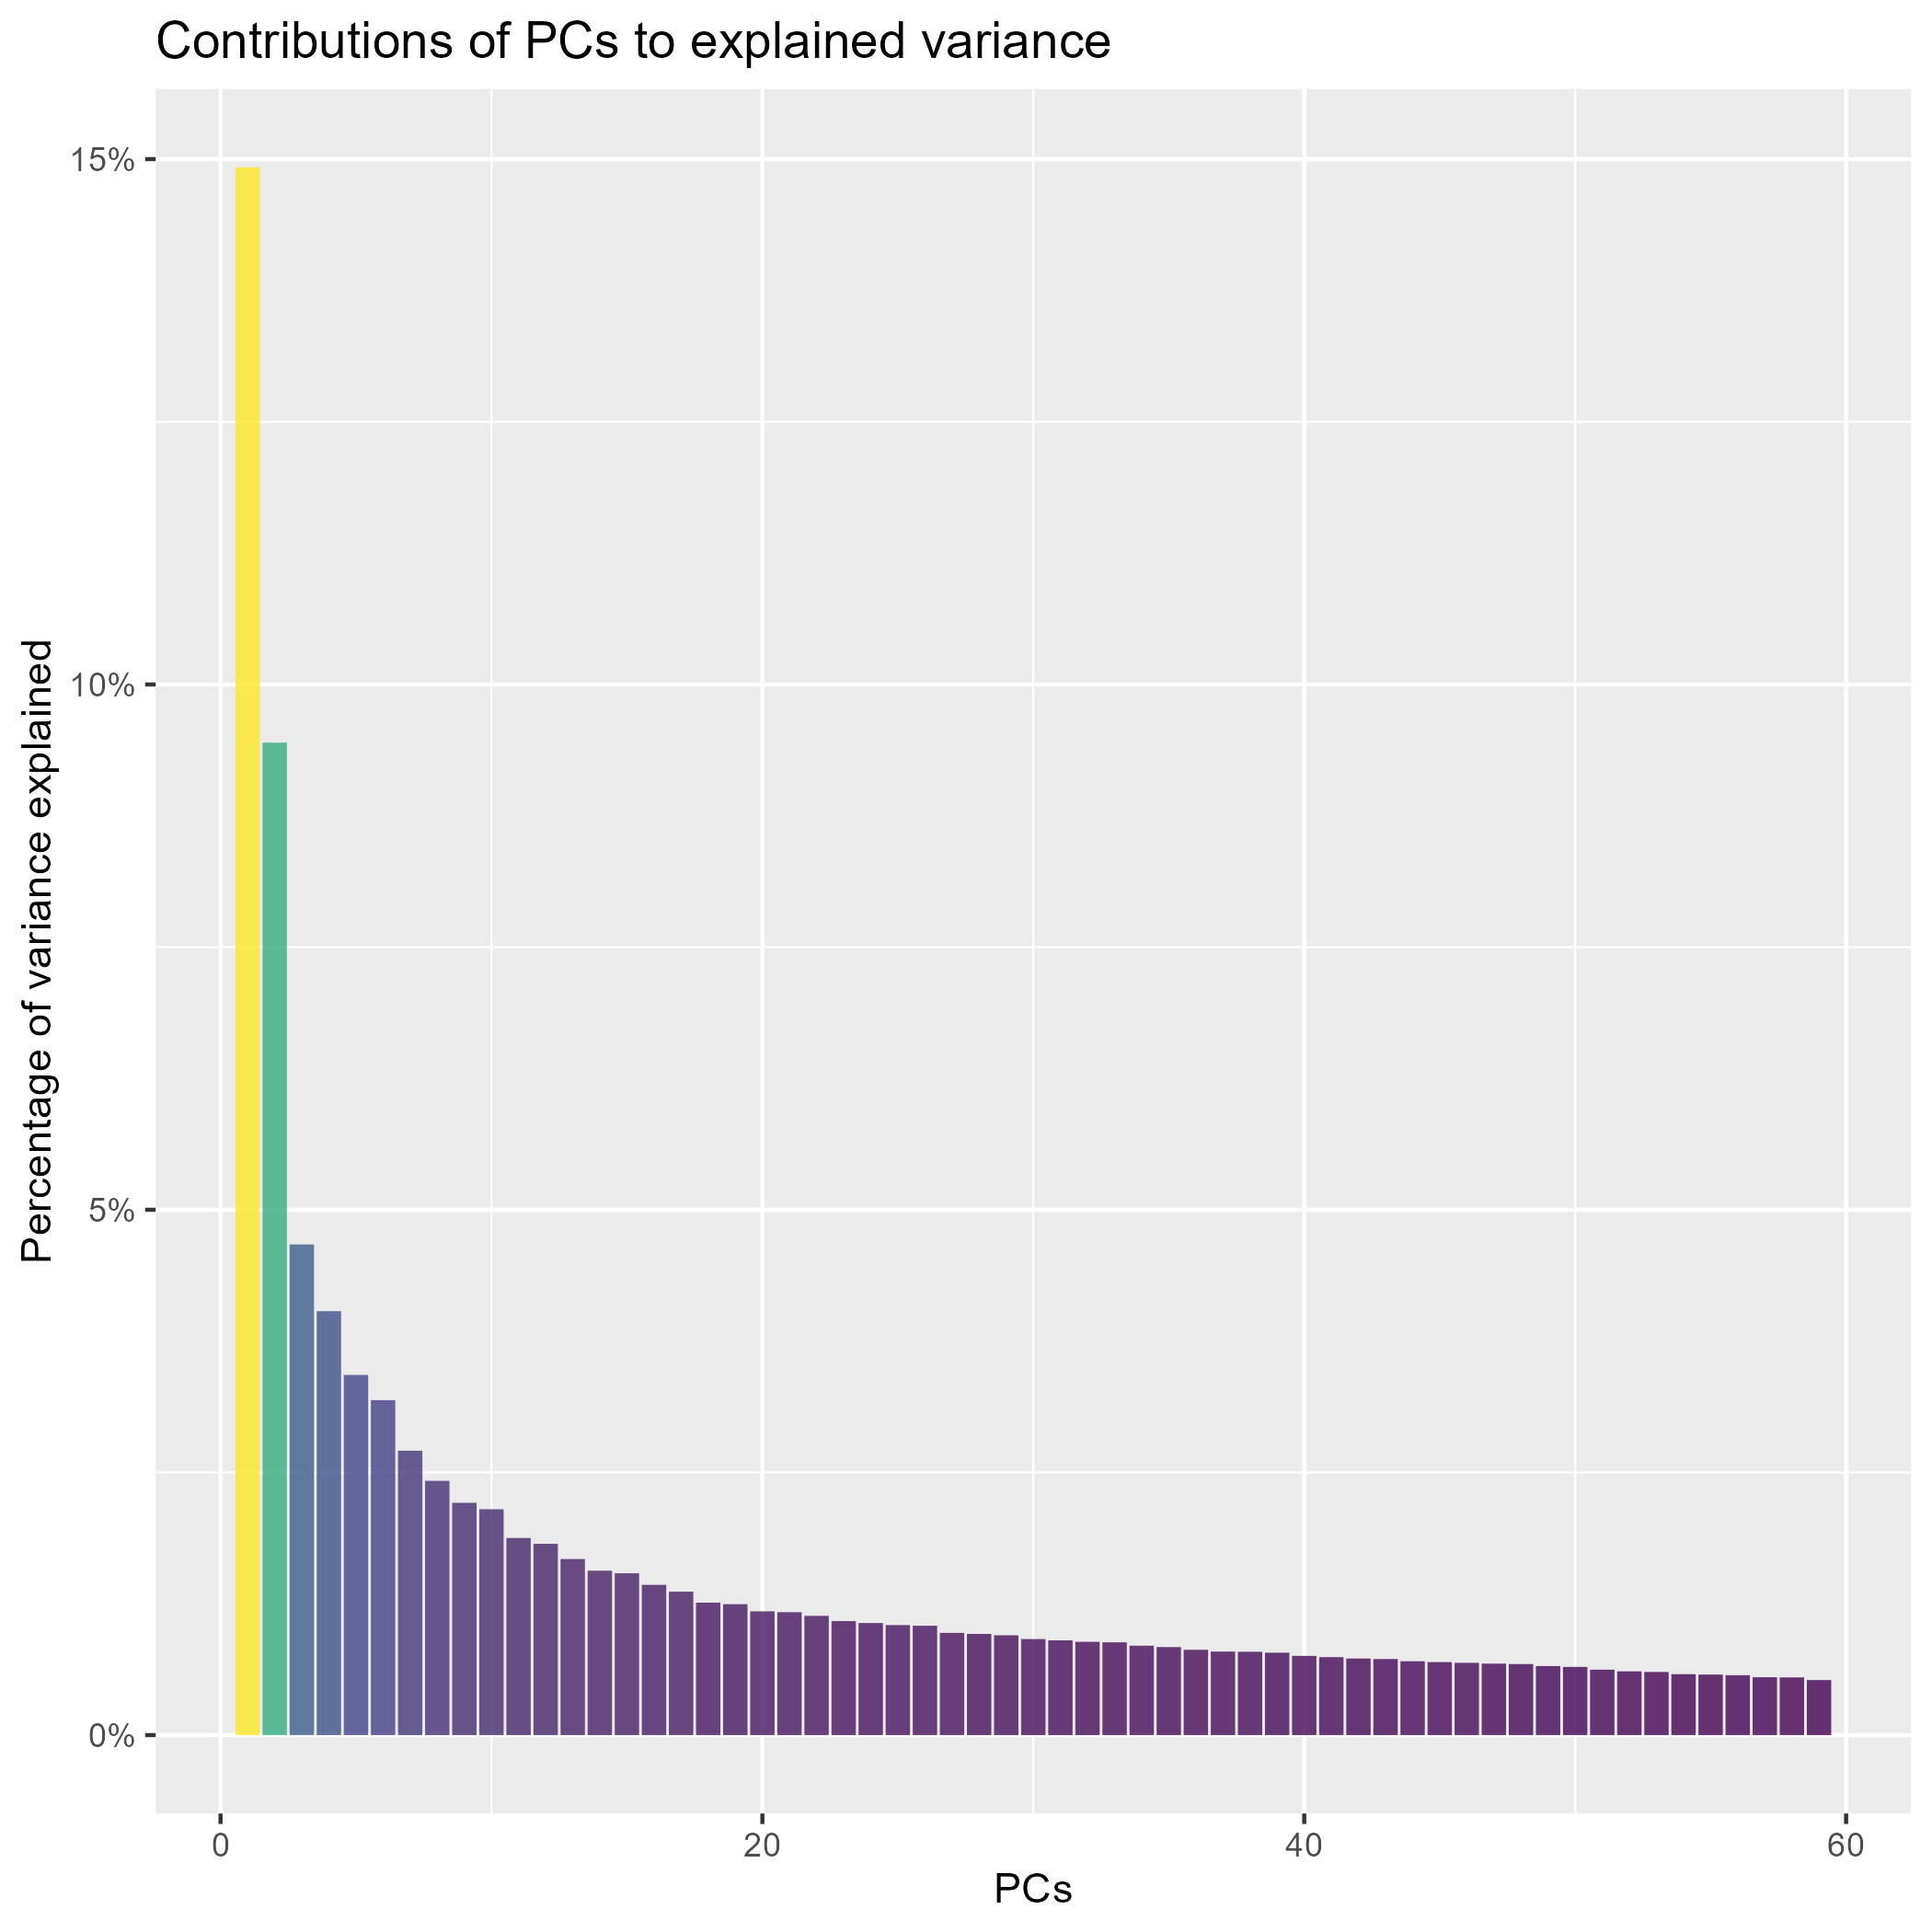 Contributions of PCs to explained variance
Percentage of variance explained
15%
10%
5%
0%
0 20 40 60
PCs